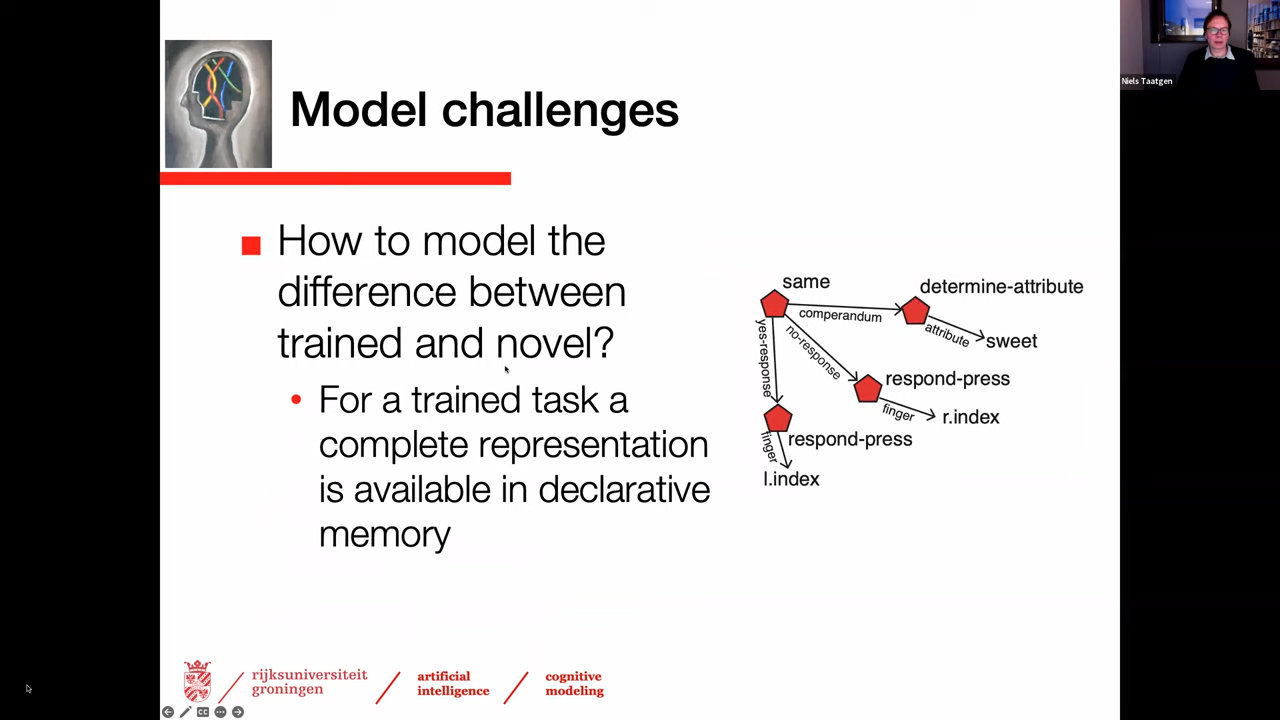 Niels Taatgen
Model challenges
How to model the
difference between
trained and novel?
For a trained task a
complete representation
is available in declarative
memory
same
determine-attribute
comperandum
attribute
sweet
yes-response
no-response
respond-press
finger
r.index
respond-press
finger
l.index
rijksuniversiteit
groningen
artificial
intelligence
cognitive
modeling